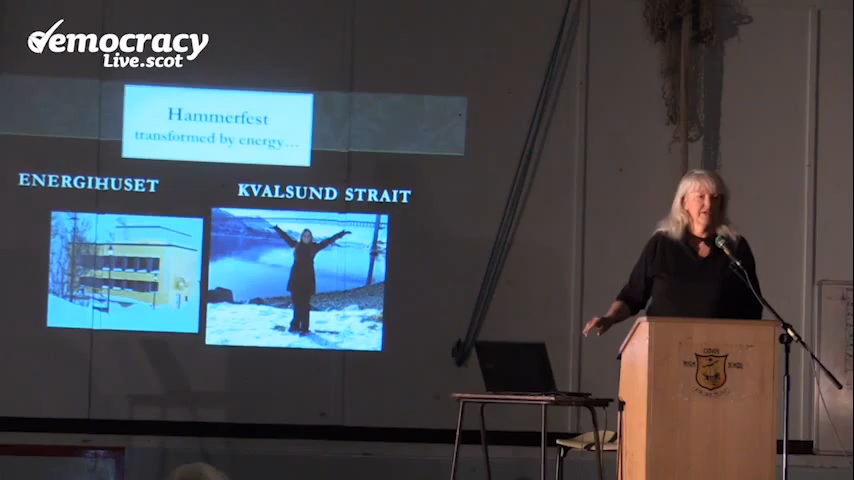 democracy
Live.scot
Hammerfest
transformed by energy...
ENERGIHUSET
KVALSUND STRAIT